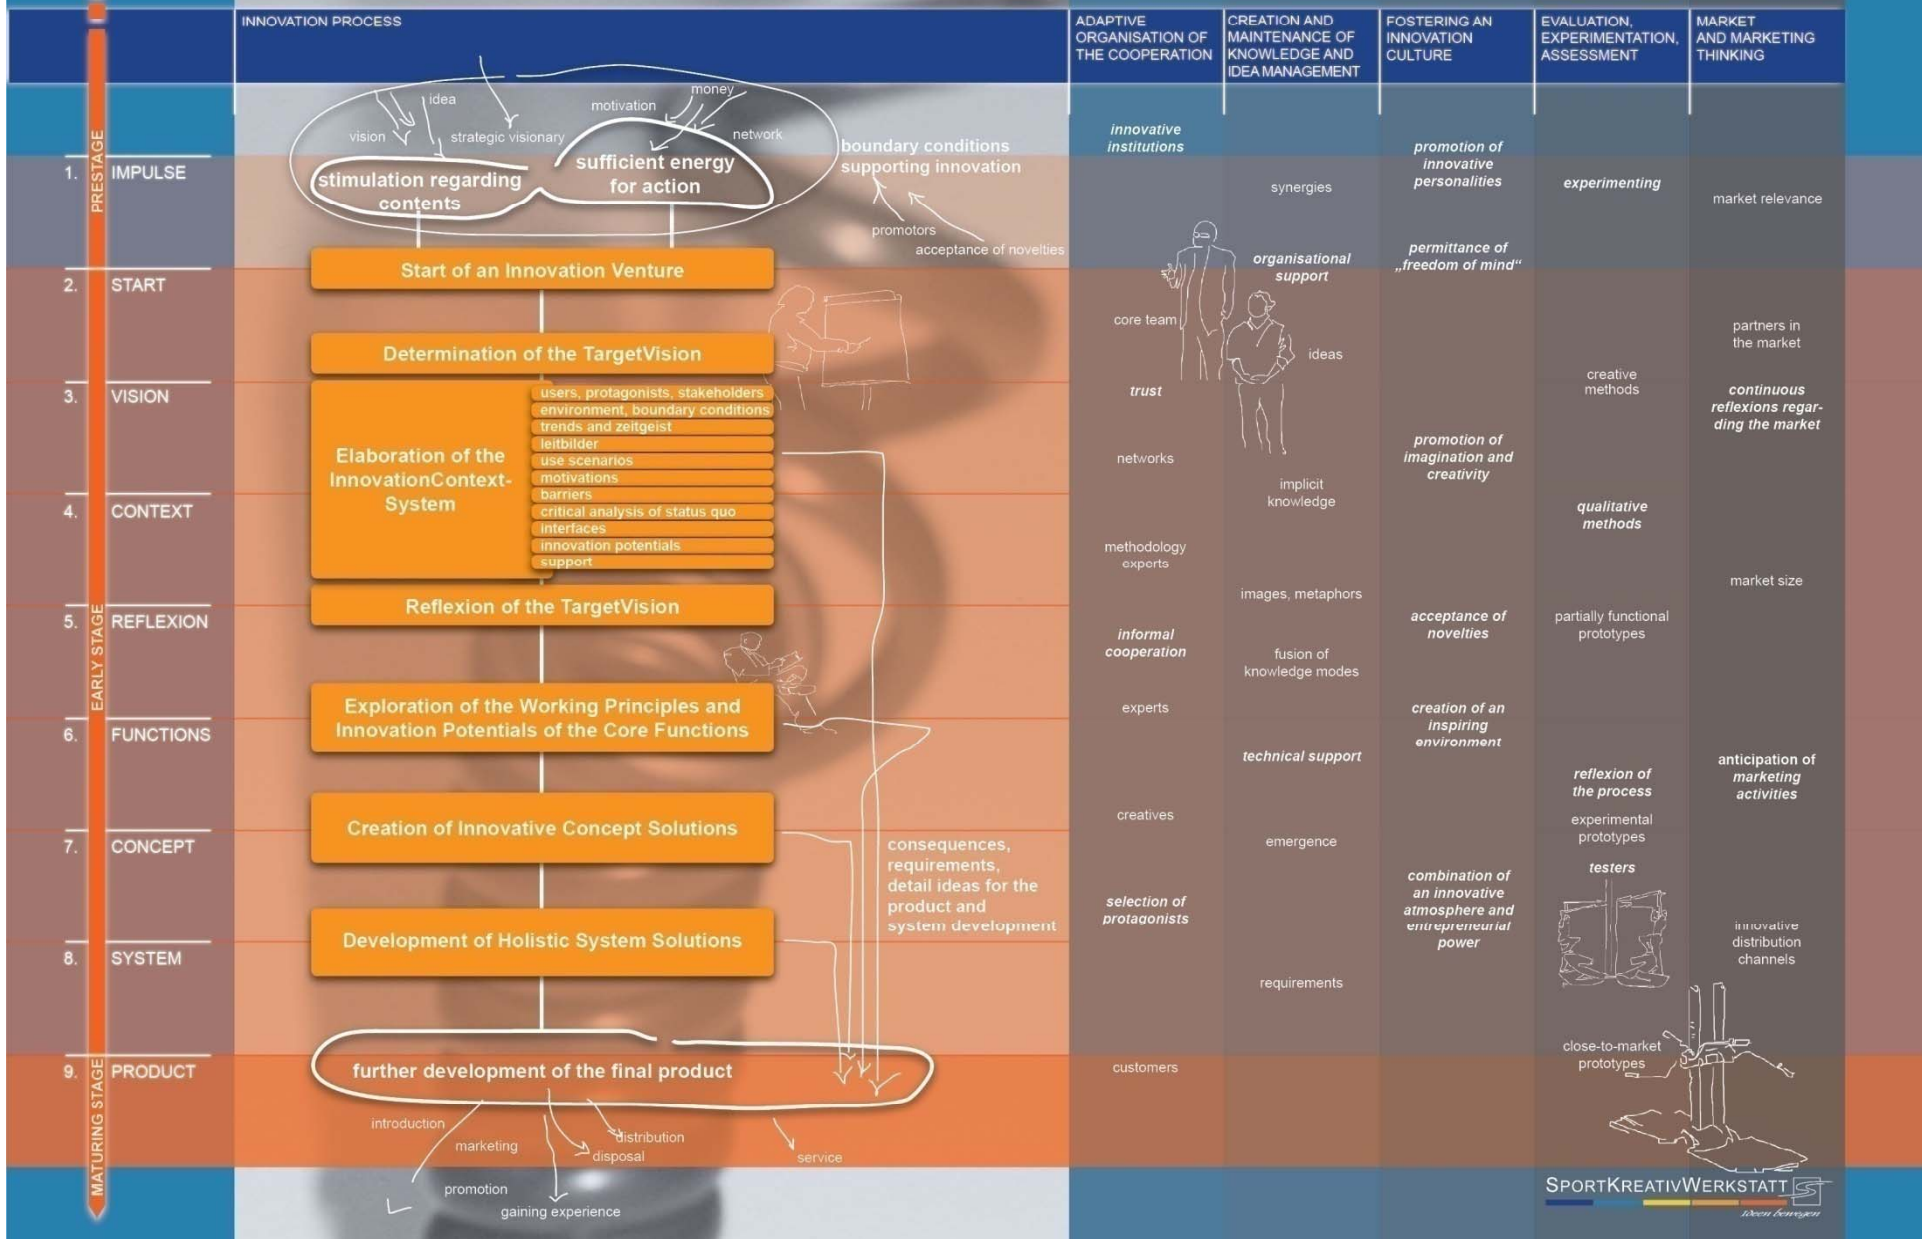 INNOVATION PROCESS
ADAPTIVE
ORGANISATION OF
THE COOPERATION
CREATION AND
MAINTENANCE OF
KNOWLEDGE AND
IDEA MANAGEMENT
FOSTERING AN
INNOVATION
CULTURE
EVALUATION,
EXPERIMENTATION,
ASSESSMENT
MARKET
AND MARKETING
THINKING
PRESTAGE
EARLY STAGE
MATURING STAGE
1. IMPULSE
2. START
3. VISION
4. CONTEXT
5. REFLEXION
6. FUNCTIONS
7. CONCEPT
8. SYSTEM
9. PRODUCT
idea
vision
strategic visionary
motivation
money
network
stimulation regarding
contents
sufficient energy
for action
boundary conditions
supporting innovation
promotors
acceptance of novelties
Start of an Innovation Venture
Determination of the TargetVision
Elaboration of the
InnovationContext-
System
users, protagonists, stakeholders
environment, boundary conditions
trends and zeitgeist
leitbilder
use scenarios
motivations
barriers
critical analysis of status quo
interfaces
innovation potentials
support
Reflexion of the TargetVision
Exploration of the Working Principles and
Innovation Potentials of the Core Functions
Creation of Innovative Concept Solutions
Development of Holistic System Solutions
consequences,
requirements,
detail ideas for the
product and
system development
further development of the final product
introduction
marketing
distribution
disposal
service
promotion
gaining experience
innovative
institutions
core team
trust
networks
methodology
experts
informal
cooperation
experts
creatives
selection of
protagonists
customers
synergies
organisational
support
ideas
implicit
knowledge
images, metaphors
fusion of
knowledge modes
technical support
emergence
requirements
promotion of
innovative
personalities
permittance of
„freedom of mind“
promotion of
imagination and
creativity
acceptance of
novelties
creation of an
inspiring
environment
combination of
an innovative
atmosphere and
entrepreneurial
power
experimenting
creative
methods
qualitative
methods
partially functional
prototypes
reflexion of
the process
experimental
prototypes
testers
close-to-market
prototypes
market relevance
partners in
the market
continuous
reflexions regar-
ding the market
market size
anticipation of
marketing
activities
innovative
distribution
channels
SPORTKREATIVWERKSTATT
Ideen bewegen